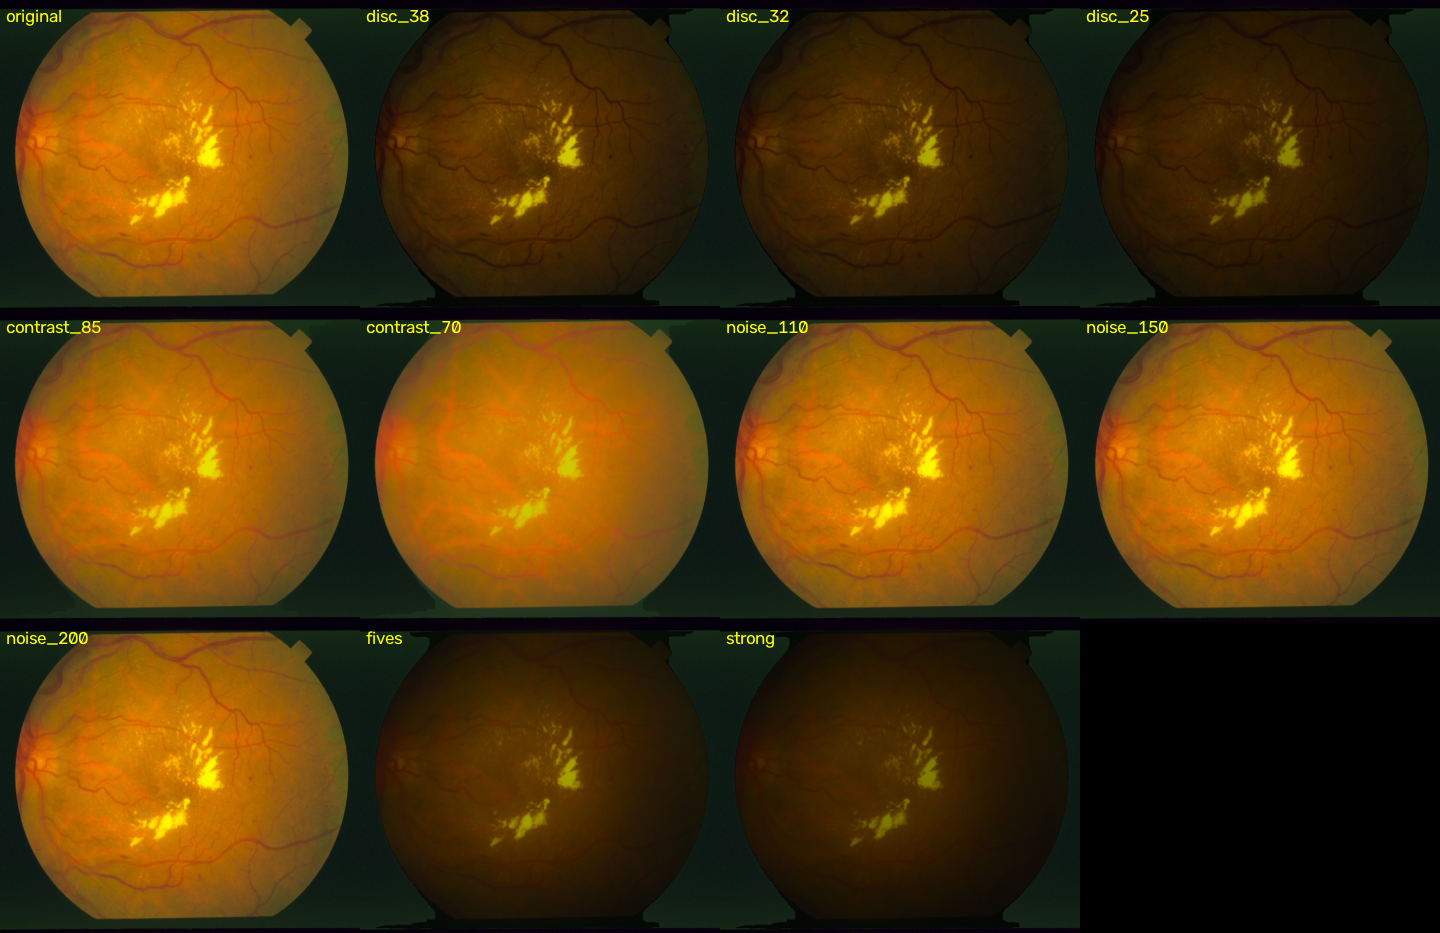 original
disc_38
disc_32
disc_25
contrast_85
contrast_70
noise_110
noise_150
noise_200
fives
strong